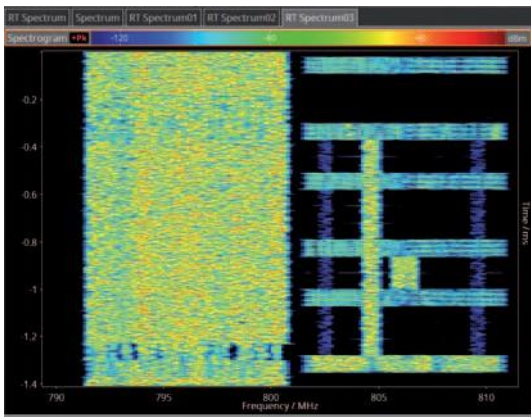 RT Spectrum Spectrum RT Spectrum01 RT Spectrum02 RT Spectrum03
Spectrogram +Pk -120 -80 -40 dBm
-0.2
-0.4
-0.6
-0.8
-1
-1.2
-1.4
Time / ms
790 795 800 805 810
Frequency / MHz